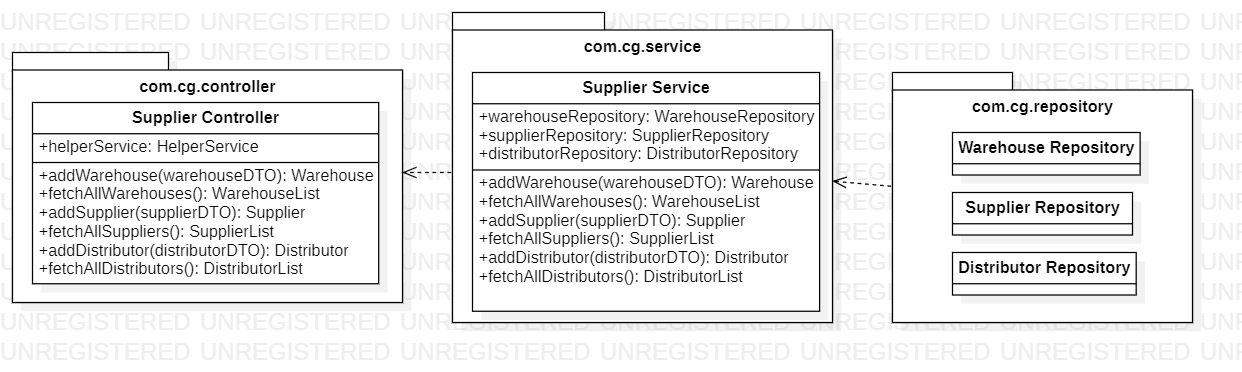 com.cg.controller
Supplier Controller
+helperService: HelperService
+addWarehouse(warehouseDTO): Warehouse
+fetchAllWarehouses(): WarehouseList
+addSupplier(supplierDTO): Supplier
+fetchAllSuppliers(): SupplierList
+addDistributor(distributorDTO): Distributor
+fetchAllDistributors(): DistributorList
com.cg.service
Supplier Service
+warehouseRepository: WarehouseRepository
+supplierRepository: SupplierRepository
+distributorRepository: DistributorRepository
+addWarehouse(warehouseDTO): Warehouse
+fetchAllWarehouses(): WarehouseList
+addSupplier(supplierDTO): Supplier
+fetchAllSuppliers(): SupplierList
+addDistributor(distributorDTO): Distributor
+fetchAllDistributors(): DistributorList
com.cg.repository
Warehouse Repository
Supplier Repository
Distributor Repository
UNREGISTERED UNREGISTERED UNREGISTERED UNREGISTERED UNREGISTERED UNREGISTERED UNR